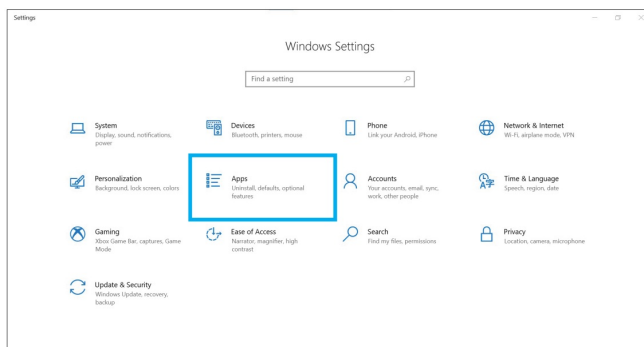 Settings
Windows Settings
Find a setting
System
Display, sound, notifications,
power
Devices
Bluetooth, printers, mouse
Phone
Link your Android, iPhone
Network & Internet
Wi-Fi, airplane mode, VPN
Personalization
Background, lock screen, colors
Apps
Uninstall, defaults, optional
features
Accounts
Your accounts, email, sync,
work, other people
Time & Language
Speech, region, date
Gaming
Xbox Game Bar, captures, Game
Mode
Ease of Access
Narrator, magnifier, high
contrast
Search
Find my files, permissions
Privacy
Location, camera, microphone
Update & Security
Windows Update, recovery,
backup